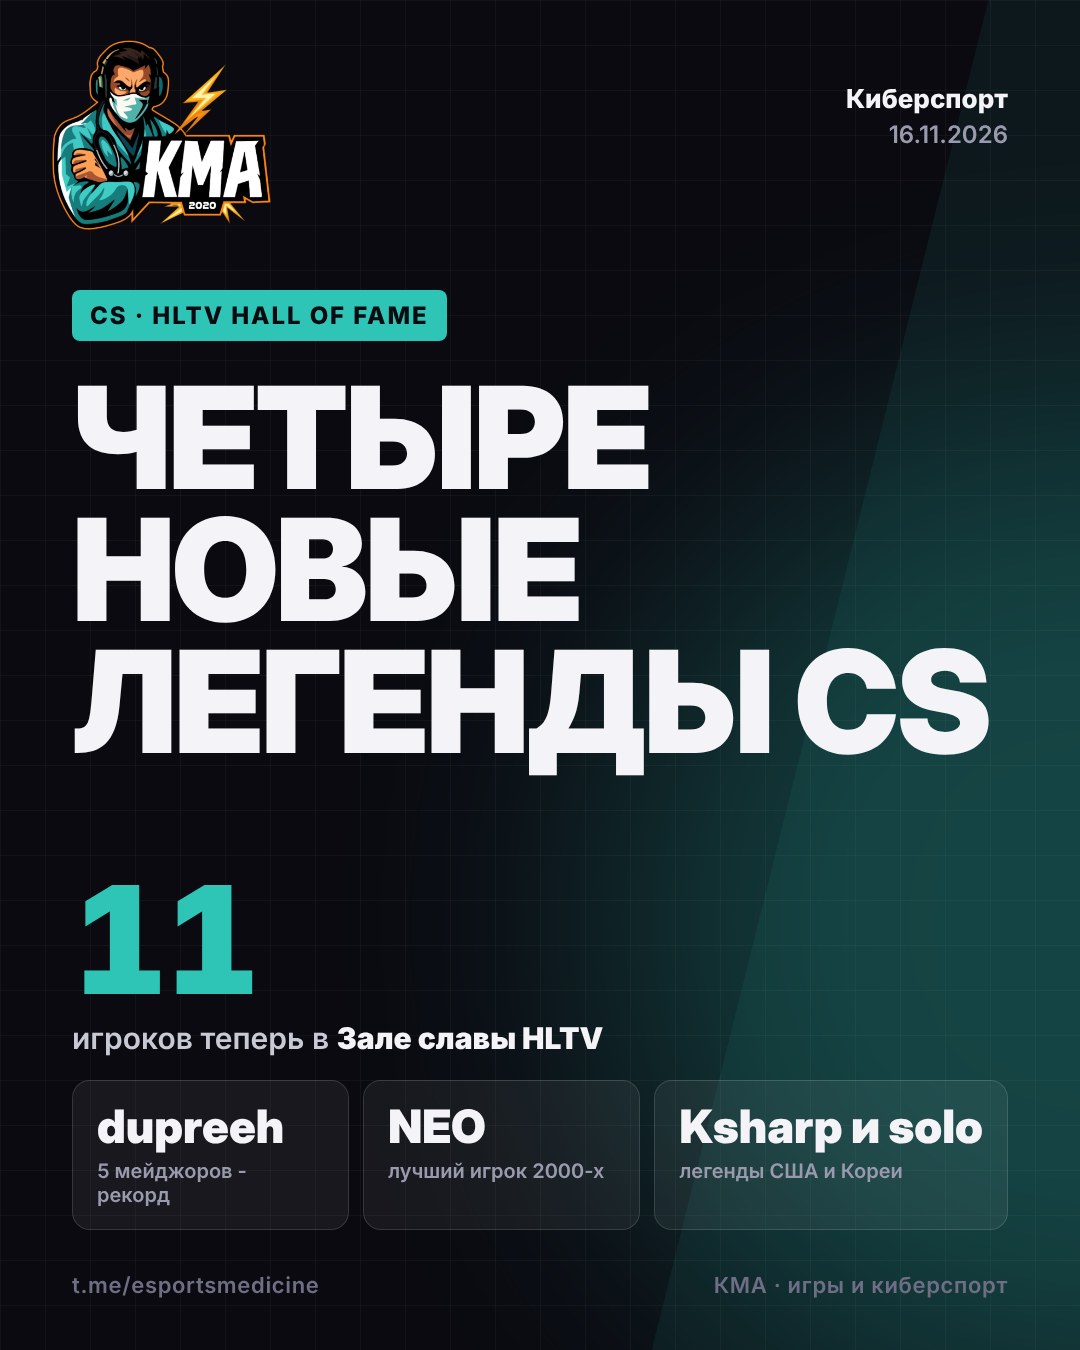 KMA
2020
Киберспорт
16.11.2026
CS · HLTV HALL OF FAME
ЧЕТЫРЕ
НОВЫЕ
ЛЕГЕНДЫ CS
11
игроков теперь в Зале славы HLTV
dupreeh
5 мейджоров -
рекорд
NEO
лучший игрок 2000-х
Ksharp и solo
легенды США и Кореи
t.me/esportsmedicine
КМА · игры и киберспорт